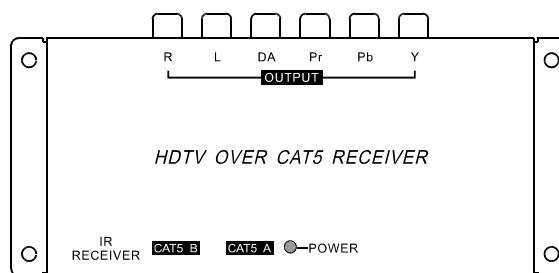 R L DA Pr Pb Y
OUTPUT
HDTV OVER CAT5 RECEIVER
IR
RECEIVER
CAT5 B
CAT5 A
POWER